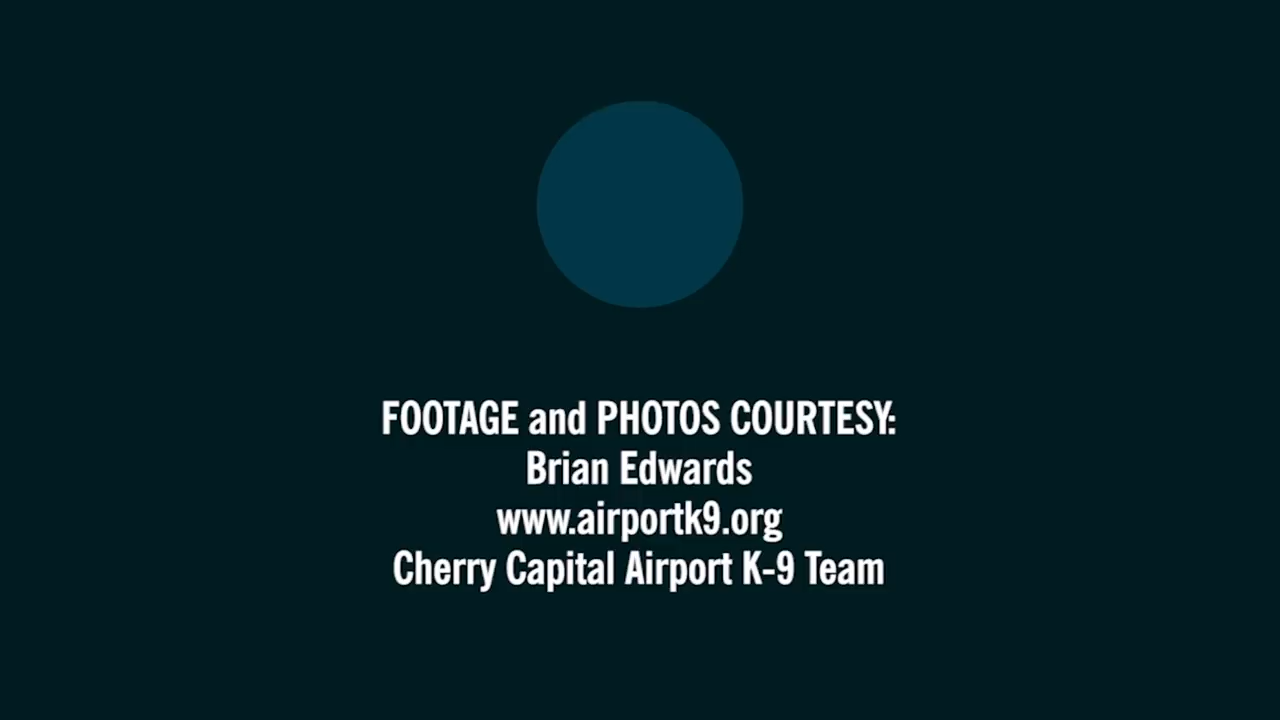 FOOTAGE and PHOTOS COURTESY:
Brian Edwards
www.airportk9.org
Cherry Capital Airport K-9 Team